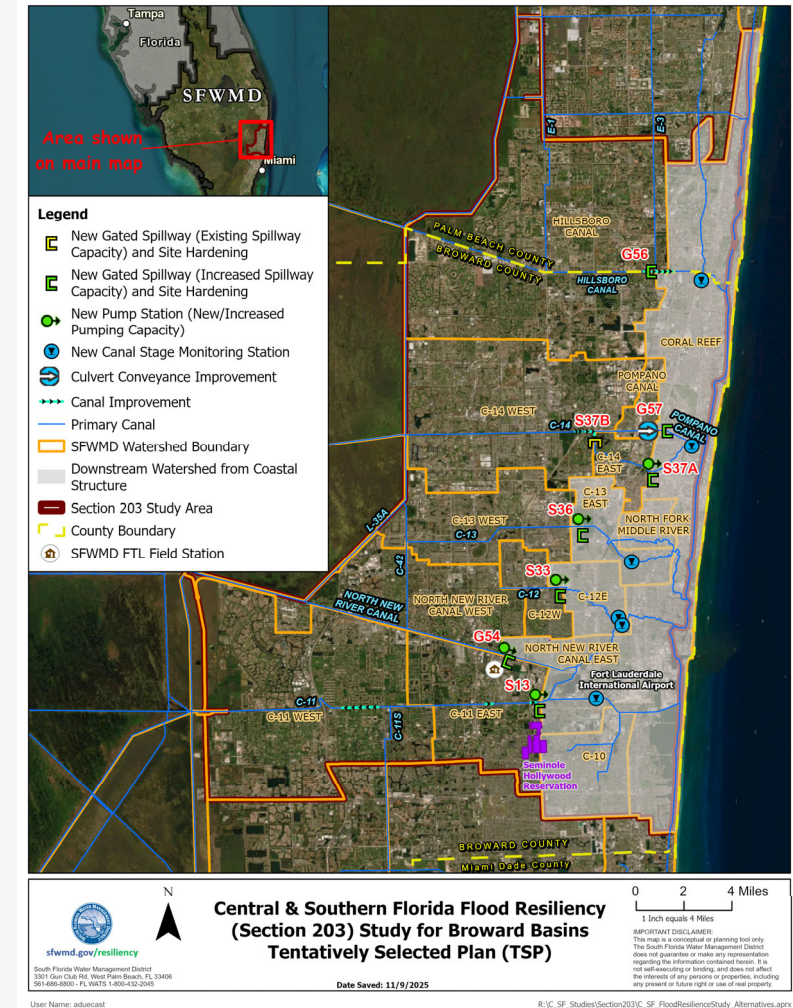 Tampa
Florida
SFWMD
Area shown
on main map
Miami
Legend
New Gated Spillway (Existing Spillway
Capacity) and Site Hardening
New Gated Spillway (Increased Spillway
Capacity) and Site Hardening
New Pump Station (New/Increased
Pumping Capacity)
New Canal Stage Monitoring Station
Culvert Conveyance Improvement
Canal Improvement
Primary Canal
SFWMD Watershed Boundary
Downstream Watershed from Coastal
Structure
Section 203 Study Area
County Boundary
SFWMD FTL Field Station
E-1
E-3
HILLSBORO
CANAL
PALM BEACH COUNTY
BROWARD COUNTY
G56
HILLSBORO
CANAL
CORAL REEF
POMPANO
CANAL
C-14 WEST
S37B
G57
C-14
POMPANO
CANAL
C-14
EAST
S37A
C-13
EAST
S36
L-35A
C-13 WEST
C-13
NORTH FORK
MIDDLE RIVER
C-42
S33
NORTH NEW
RIVER CANAL
NORTH NEW RIVER
CANAL WEST
C-12
C-12E
C-12W
G54
NORTH NEW RIVER
CANAL EAST
Fort Lauderdale
International Airport
S13
C-11
C-11 WEST
C-11S
C-11 EAST
C-10
Seminole
Hollywood
Reservation
BROWARD COUNTY
Miami Dade County
N
0 2 4 Miles
1 Inch equals 4 Miles
Central & Southern Florida Flood Resiliency
(Section 203) Study for Broward Basins
Tentatively Selected Plan (TSP)
Date Saved: 11/9/2025
sfwmd.gov/resiliency
South Florida Water Management District
3301 Gun Club Rd, West Palm Beach, FL 33406
561-686-8800 - FL WATS 1-800-432-2045
IMPORTANT DISCLAIMER:
This map is a conceptual or planning tool only.
The South Florida Water Management District
does not guarantee or make any representation
regarding the information contained herein. It is
not self-executing or binding, and does not affect
the interests of any persons or properties, including
any present or future right or use of real property.
User Name: aduecast
R:\C_SF_Studies\Section203\C_SF_FloodResilienceStudy_Alternatives.aprx